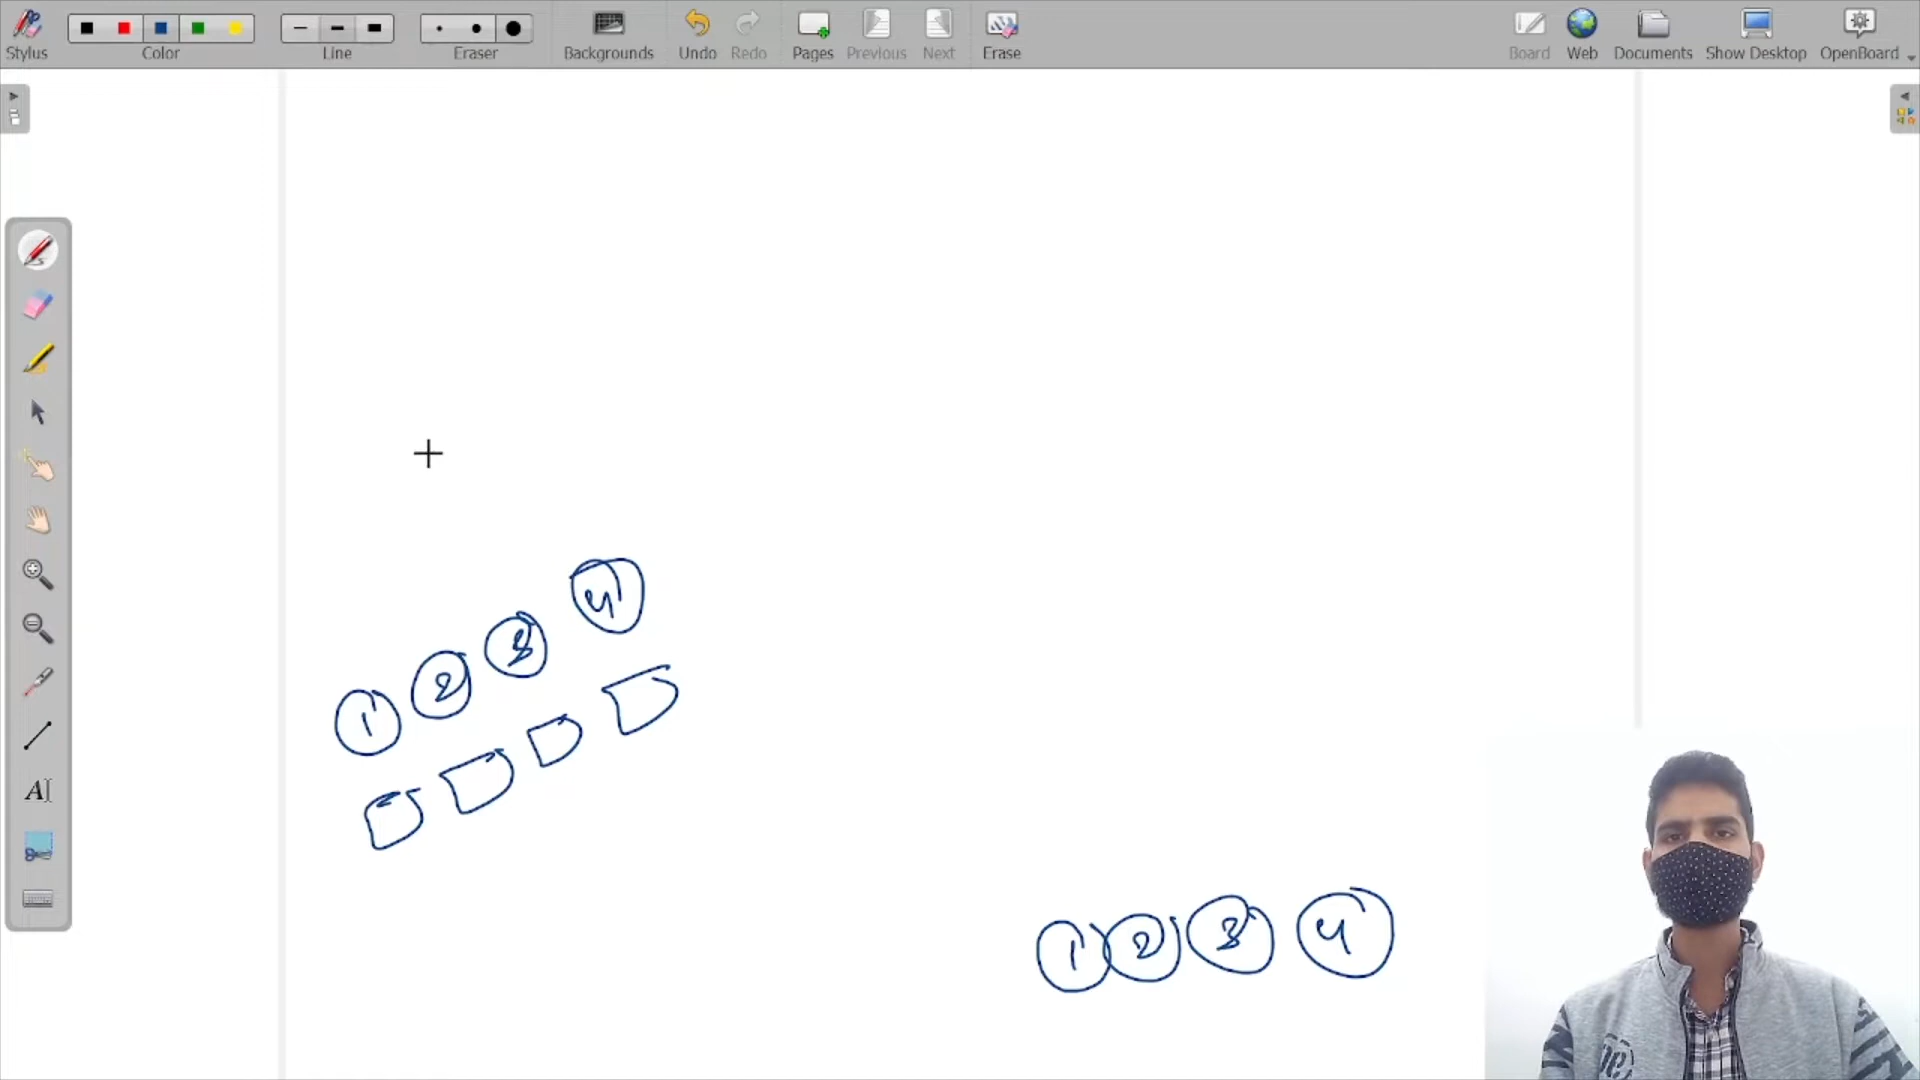 Stylus Color Line Eraser Backgrounds Undo Redo Pages Previous Next Erase Board Web Documents Show Desktop OpenBoard
A
1 2 3 4
1 2 3 4